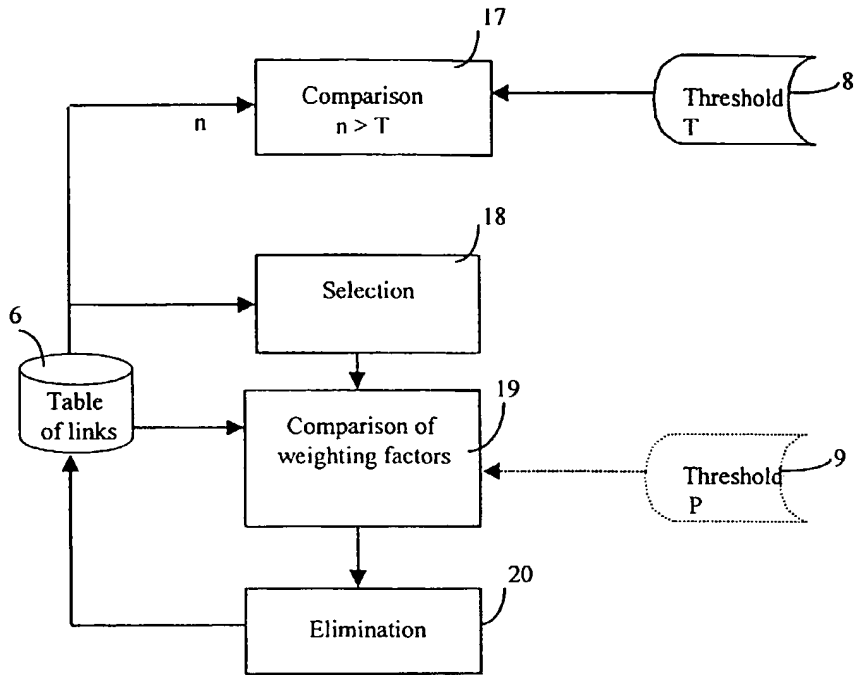 17
Comparison
n > T
Threshold
T
8
n
18
Selection
6
Table
of links
19
Comparison of
weighting factors
Threshold
P
9
20
Elimination